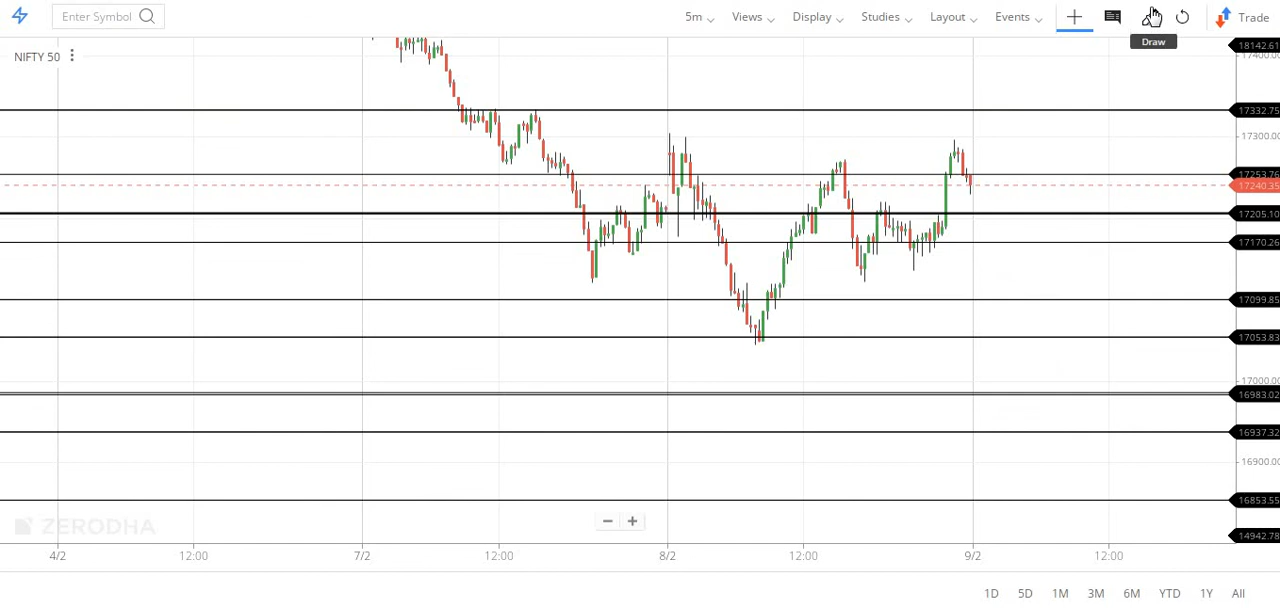 Enter Symbol
5m Views Display Studies Layout Events Trade
Draw
NIFTY 50
18142.61
17400.00
17332.75
17300.00
17253.76
17240.35
17205.10
17170.26
17099.85
17053.83
17000.00
16983.02
16937.32
16900.00
16853.55
ZERODHA
14942.78
4/2 12:00 7/2 12:00 8/2 12:00 9/2 12:00
1D 5D 1M 3M 6M YTD 1Y All